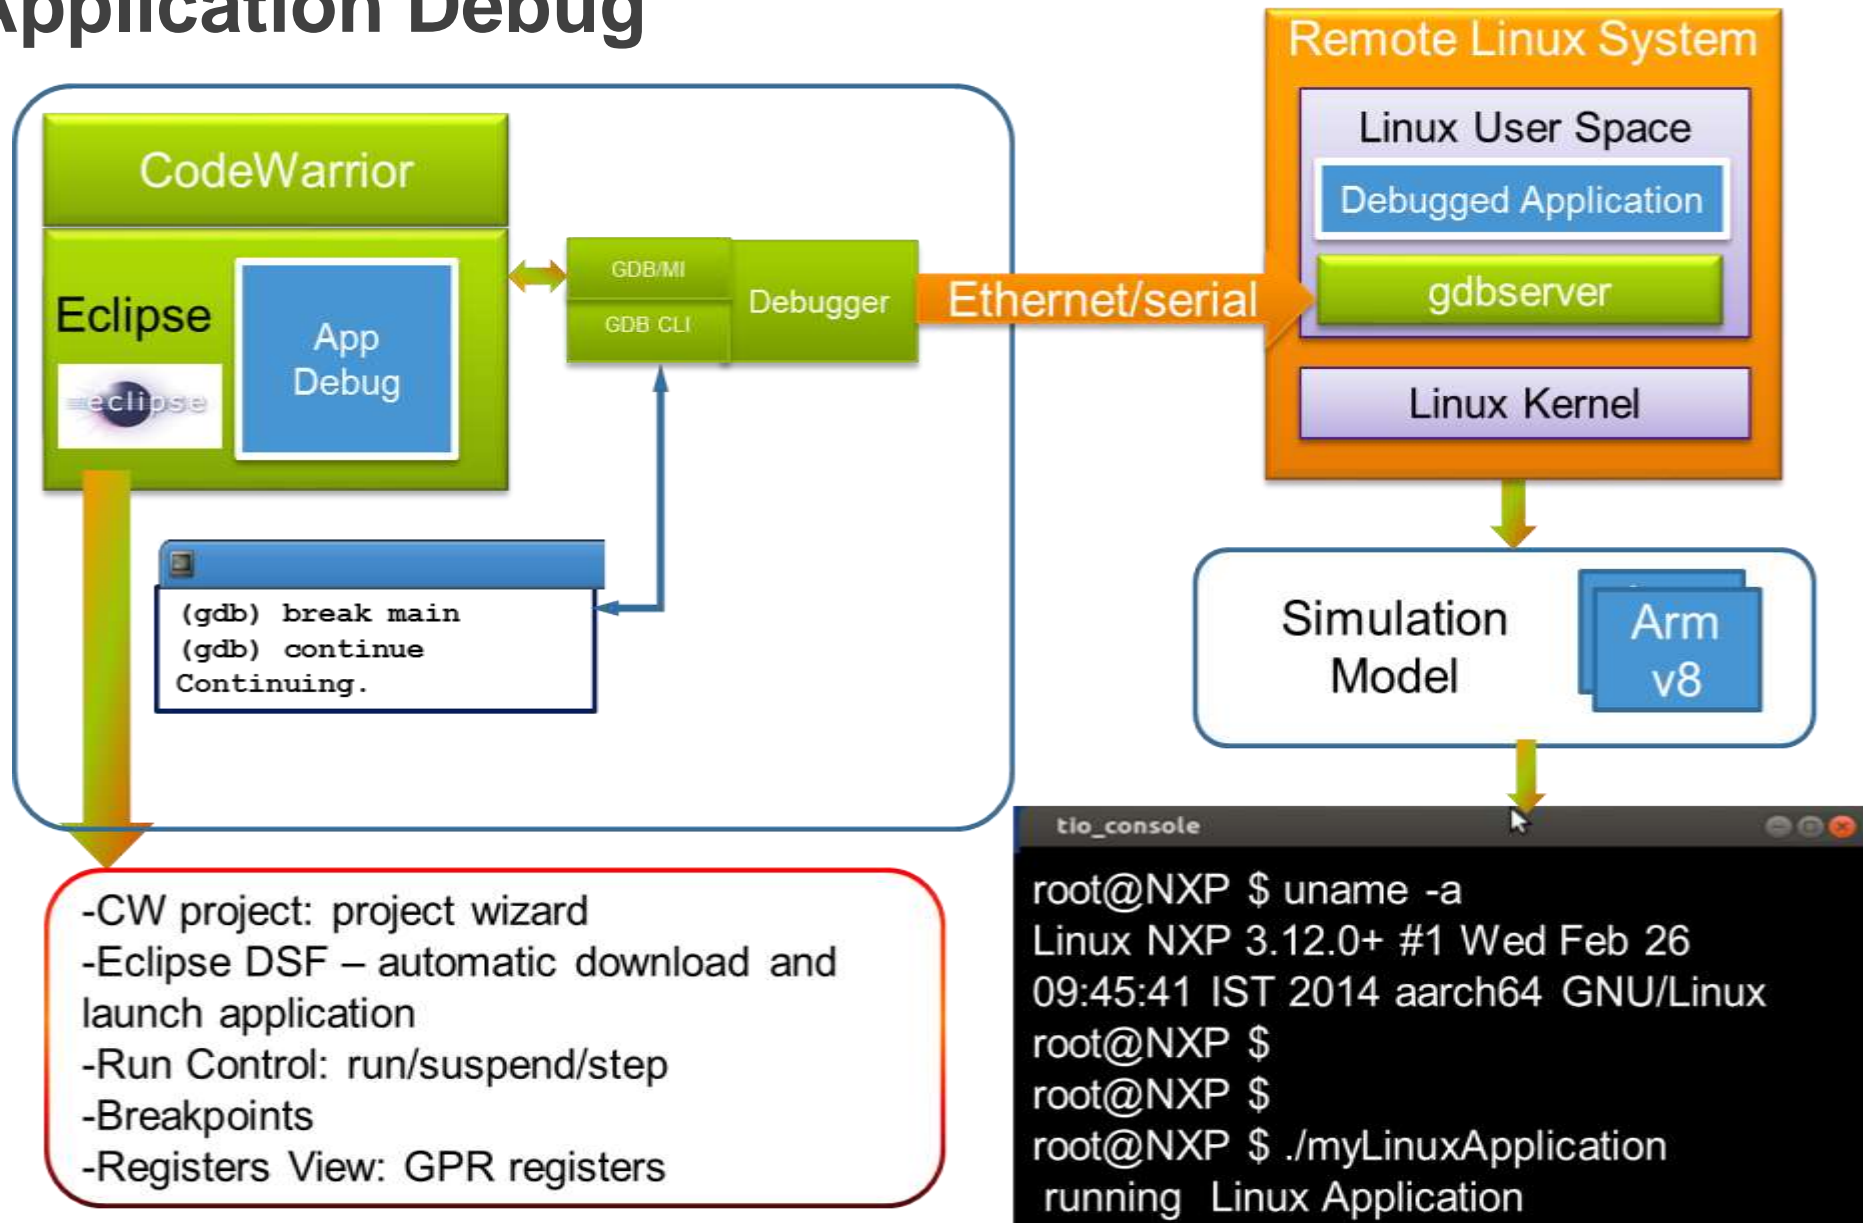 Application Debug
CodeWarrior
Eclipse
eclipse
App
Debug
GDB/MI
GDB CLI
Debugger
Ethernet/serial
Remote Linux System
Linux User Space
Debugged Application
gdbserver
Linux Kernel
(gdb) break main
(gdb) continue
Continuing.
Simulation
Model
Arm
v8
-CW project: project wizard
-Eclipse DSF – automatic download and
launch application
-Run Control: run/suspend/step
-Breakpoints
-Registers View: GPR registers
tio_console
root@NXP $ uname -a
Linux NXP 3.12.0+ #1 Wed Feb 26
09:45:41 IST 2014 aarch64 GNU/Linux
root@NXP $
root@NXP $
root@NXP $ ./myLinuxApplication
running Linux Application